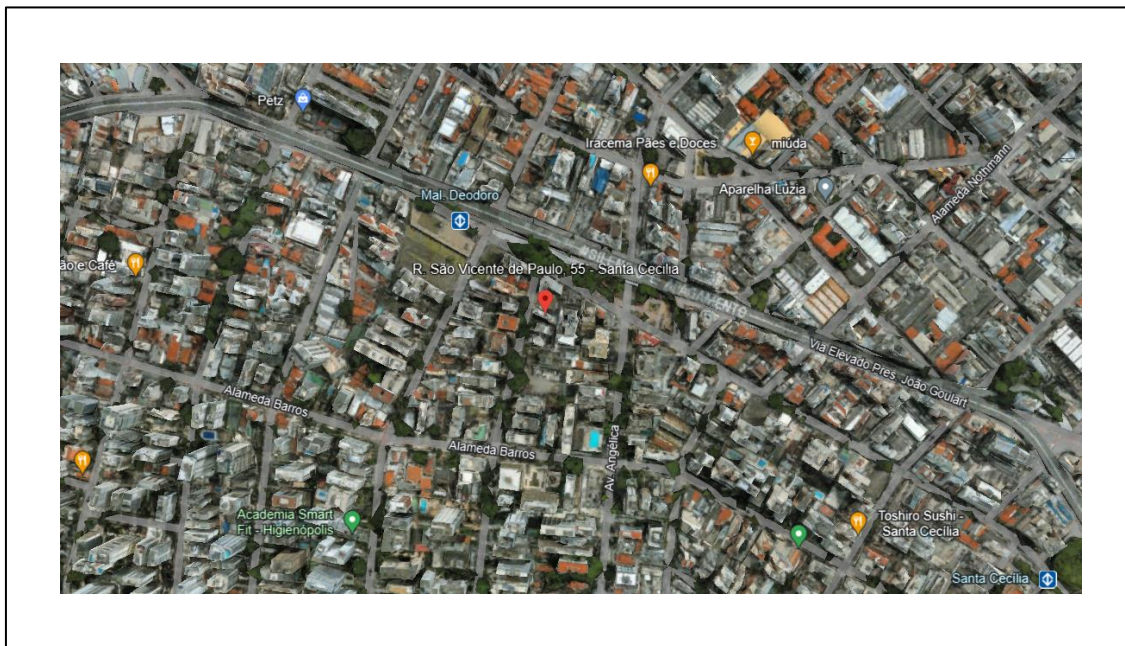 Petz
Iracema Pães e Doces
miúda
Aparelha Lúzia
Alameda Nothmann
Mal. Deodoro
ão e Café
R. São Vicente de Paulo, 55 - Santa Cecilia
Via Elevado Pres. João Goulart
Alameda Barros
Alameda Barros
Av. Angélica
Academia Smart
Fit - Higienópolis
Toshiro Sushi -
Santa Cecília
Santa Cecília